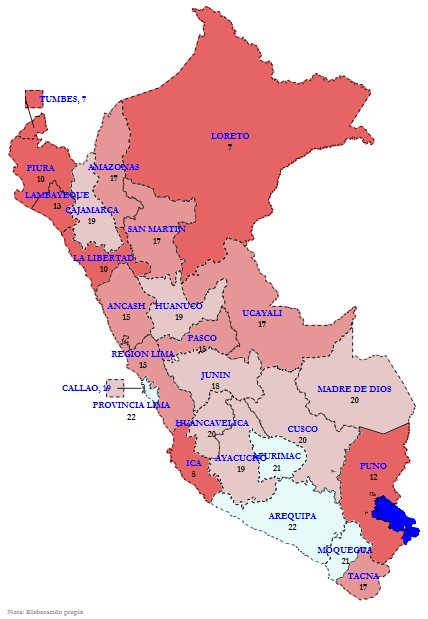 TUMBES, 7
LORETO
7
PIURA
10
AMAZONAS
17
LAMBAYEQUE
13
CAJAMARCA
19
SAN MARTIN
17
LA LIBERTAD
10
ANCASH
15
HUANUCO
19
UCAYALI
17
PASCO
15
REGION LIMA
15
JUNIN
18
CALLAO, 19
MADRE DE DIOS
20
PROVINCIA LIMA
22
HUANCAVELICA
20
CUSCO
20
ICA
8
AYACUCHO
19
APURIMAC
21
PUNO
12
AREQUIPA
22
MOQUEGUA
21
TACNA
17
Nota: Elaboración propia